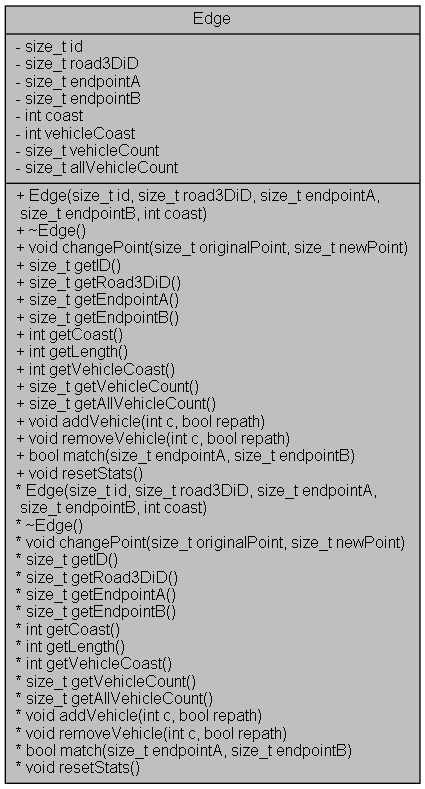 Edge
- size_t id
- size_t road3DiD
- size_t endpointA
- size_t endpointB
- int coast
- int vehicleCoast
- size_t vehicleCount
- size_t allVehicleCount
+ Edge(size_t id, size_t road3DiD, size_t endpointA,
size_t endpointB, int coast)
+ ~Edge()
+ void changePoint(size_t originalPoint, size_t newPoint)
+ size_t getID()
+ size_t getRoad3DiD()
+ size_t getEndpointA()
+ size_t getEndpointB()
+ int getCoast()
+ int getLength()
+ int getVehicleCoast()
+ size_t getVehicleCount()
+ size_t getAllVehicleCount()
+ void addVehicle(int c, bool repath)
+ void removeVehicle(int c, bool repath)
+ bool match(size_t endpointA, size_t endpointB)
+ void resetStats()
* Edge(size_t id, size_t road3DiD, size_t endpointA,
size_t endpointB, int coast)
* ~Edge()
* void changePoint(size_t originalPoint, size_t newPoint)
* size_t getID()
* size_t getRoad3DiD()
* size_t getEndpointA()
* size_t getEndpointB()
* int getCoast()
* int getLength()
* int getVehicleCoast()
* size_t getVehicleCount()
* size_t getAllVehicleCount()
* void addVehicle(int c, bool repath)
* void removeVehicle(int c, bool repath)
* bool match(size_t endpointA, size_t endpointB)
* void resetStats()